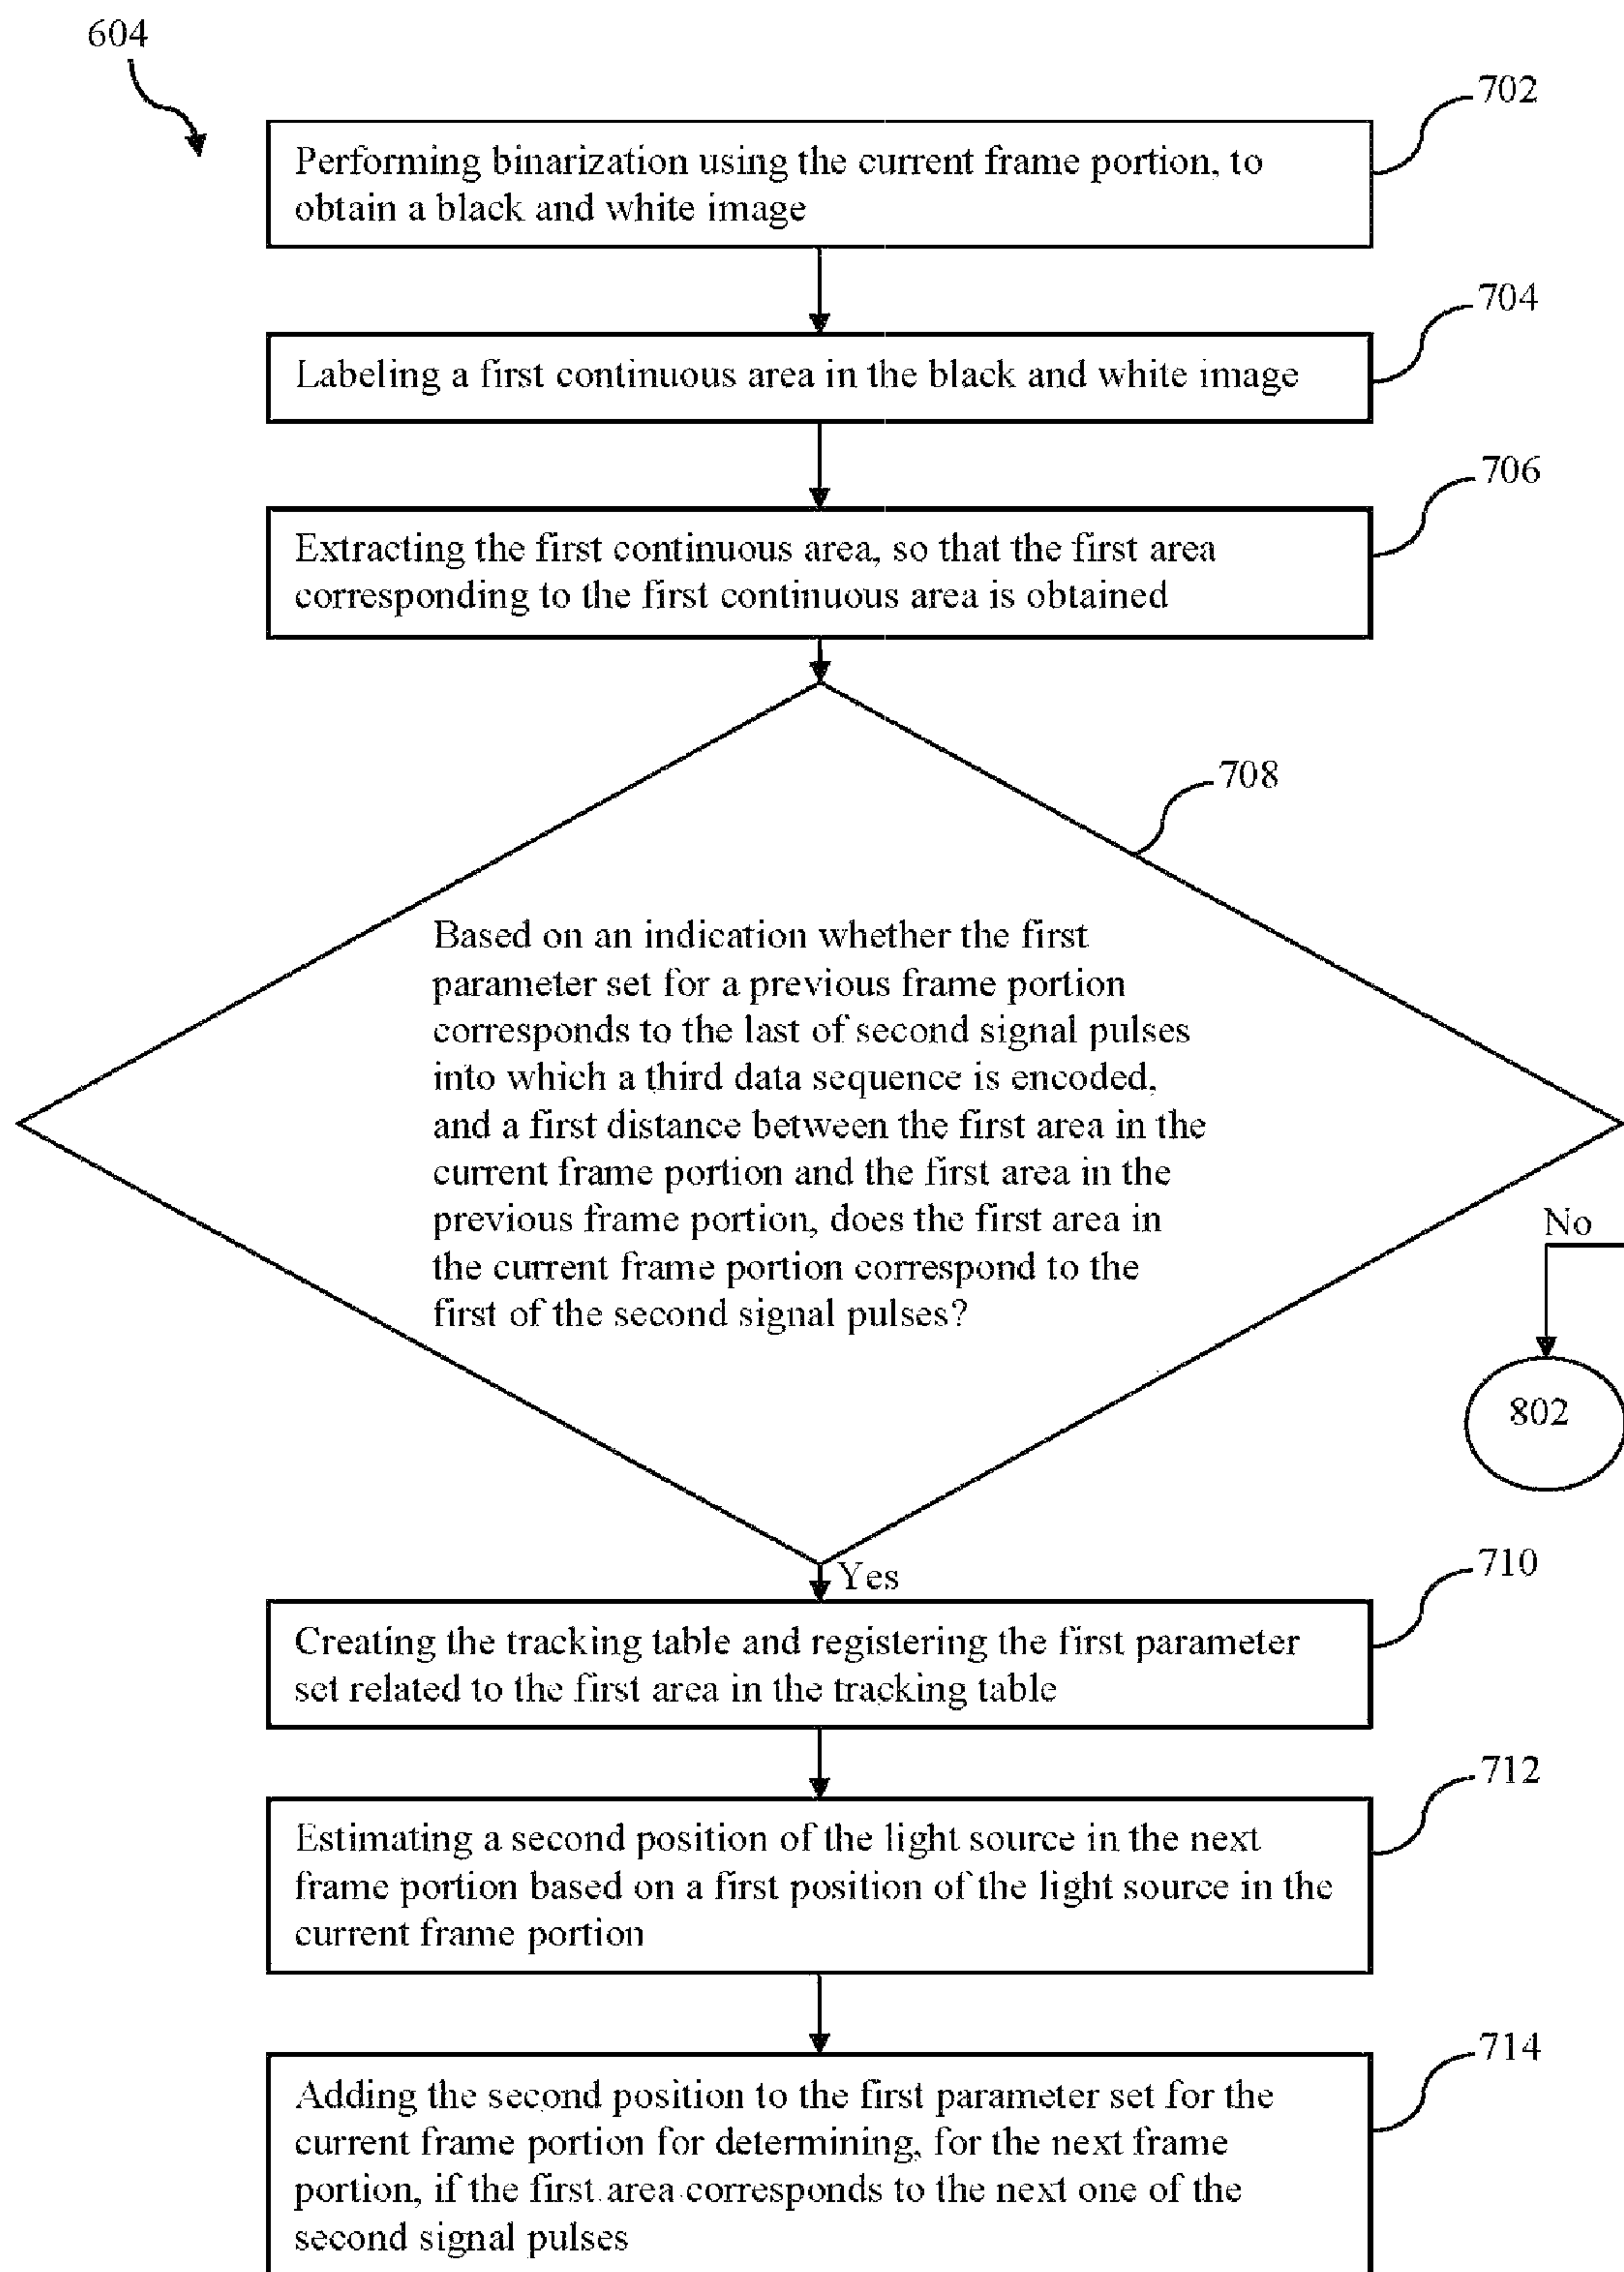 604
702
Performing binarization using the current frame portion, to
obtain a black and white image
704
Labeling a first continuous area in the black and white image
706
Extracting the first continuous area, so that the first area
corresponding to the first continuous area is obtained
708
Based on an indication whether the first
parameter set for a previous frame portion
corresponds to the last of second signal pulses
into which a third data sequence is encoded,
and a first distance between the first area in the
current frame portion and the first area in the
previous frame portion, does the first area in
the current frame portion correspond to the
first of the second signal pulses?
No
802
Yes
710
Creating the tracking table and registering the first parameter
set related to the first area in the tracking table
712
Estimating a second position of the light source in the next
frame portion based on a first position of the light source in the
current frame portion
714
Adding the second position to the first parameter set for the
current frame portion for determining, for the next frame
portion, if the first area corresponds to the next one of the
second signal pulses